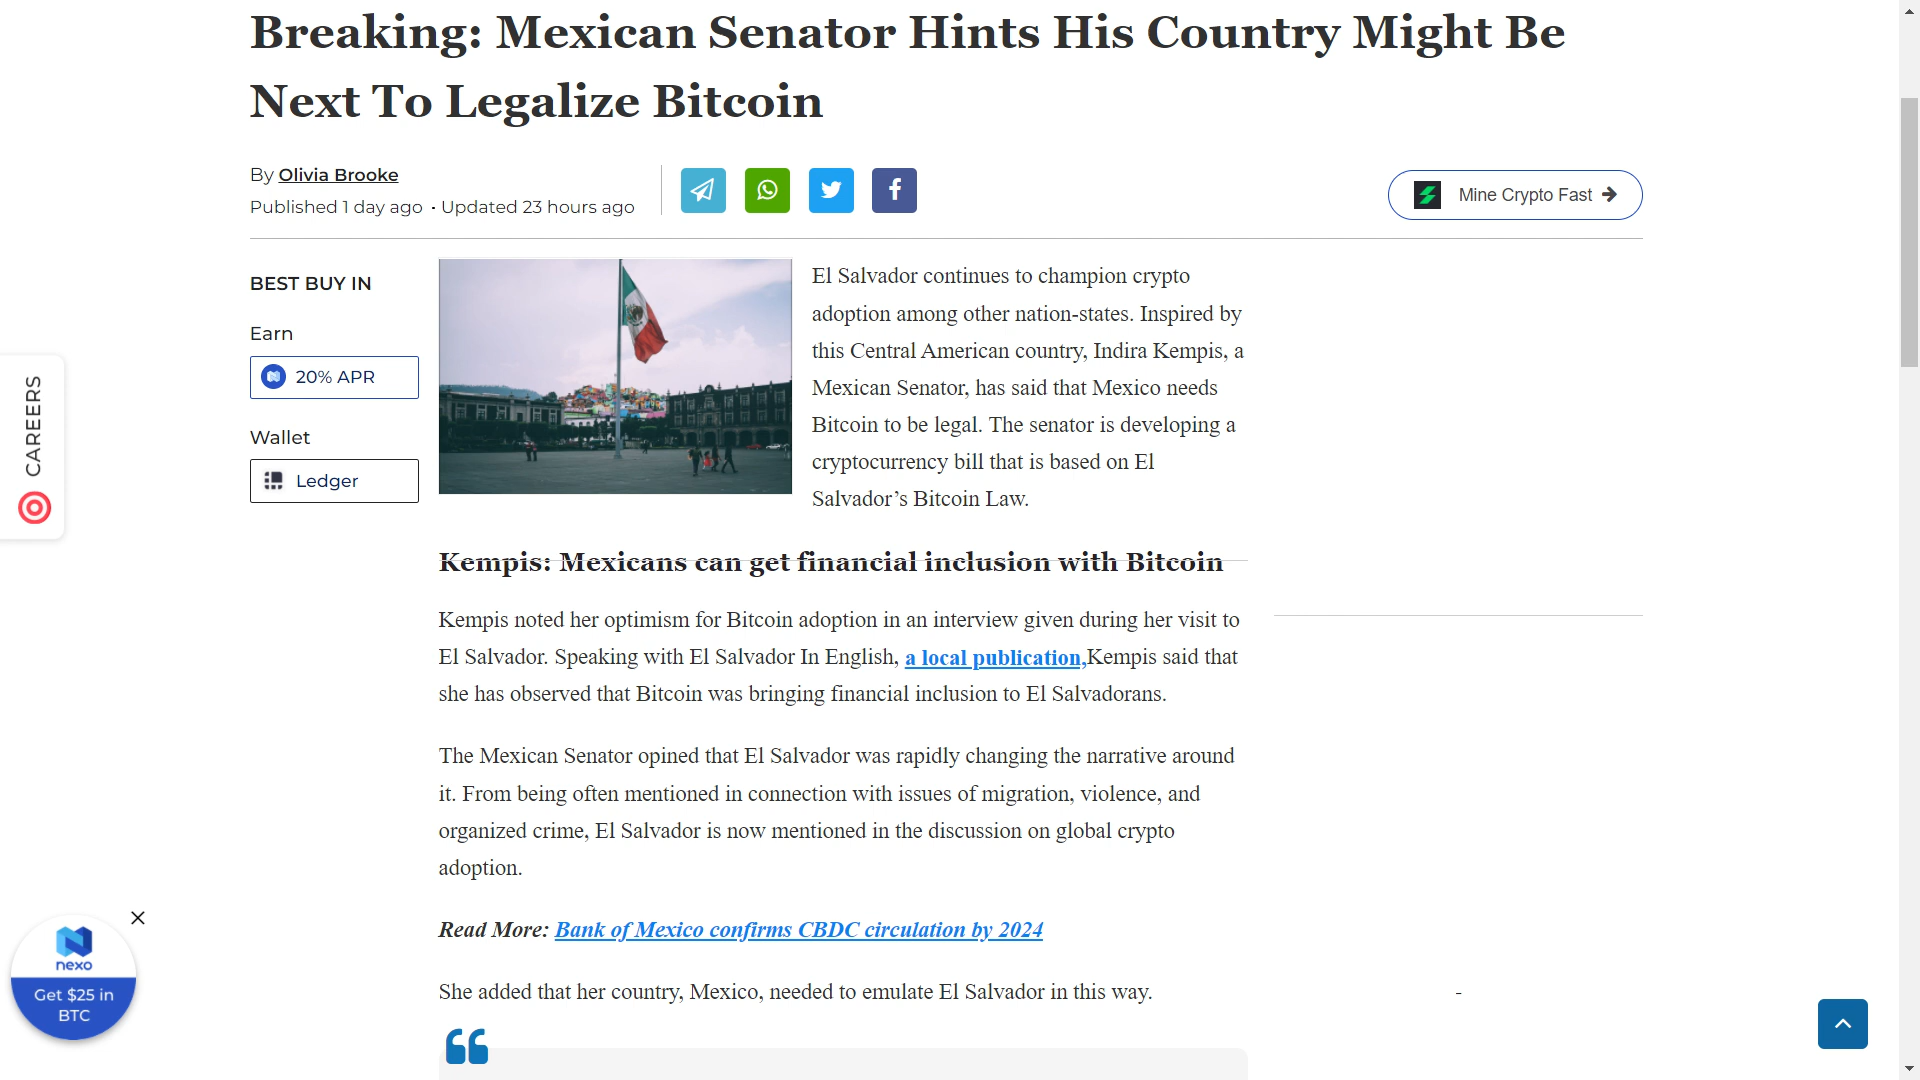 Breaking: Mexican Senator Hints His Country Might Be
Next To Legalize Bitcoin
By Olivia Brooke
Published 1 day ago • Updated 23 hours ago
Mine Crypto Fast
BEST BUY IN
Earn
20% APR
Wallet
Ledger
CAREERS
El Salvador continues to champion crypto
adoption among other nation-states. Inspired by
this Central American country, Indira Kempis, a
Mexican Senator, has said that Mexico needs
Bitcoin to be legal. The senator is developing a
cryptocurrency bill that is based on El
Salvador’s Bitcoin Law.
Kempis: Mexicans can get financial inclusion with Bitcoin
Kempis noted her optimism for Bitcoin adoption in an interview given during her visit to
El Salvador. Speaking with El Salvador In English, a local publication,Kempis said that
she has observed that Bitcoin was bringing financial inclusion to El Salvadorans.
The Mexican Senator opined that El Salvador was rapidly changing the narrative around
it. From being often mentioned in connection with issues of migration, violence, and
organized crime, El Salvador is now mentioned in the discussion on global crypto
adoption.
Read More: Bank of Mexico confirms CBDC circulation by 2024
She added that her country, Mexico, needed to emulate El Salvador in this way.
-
“
nexo
Get $25 in
BTC